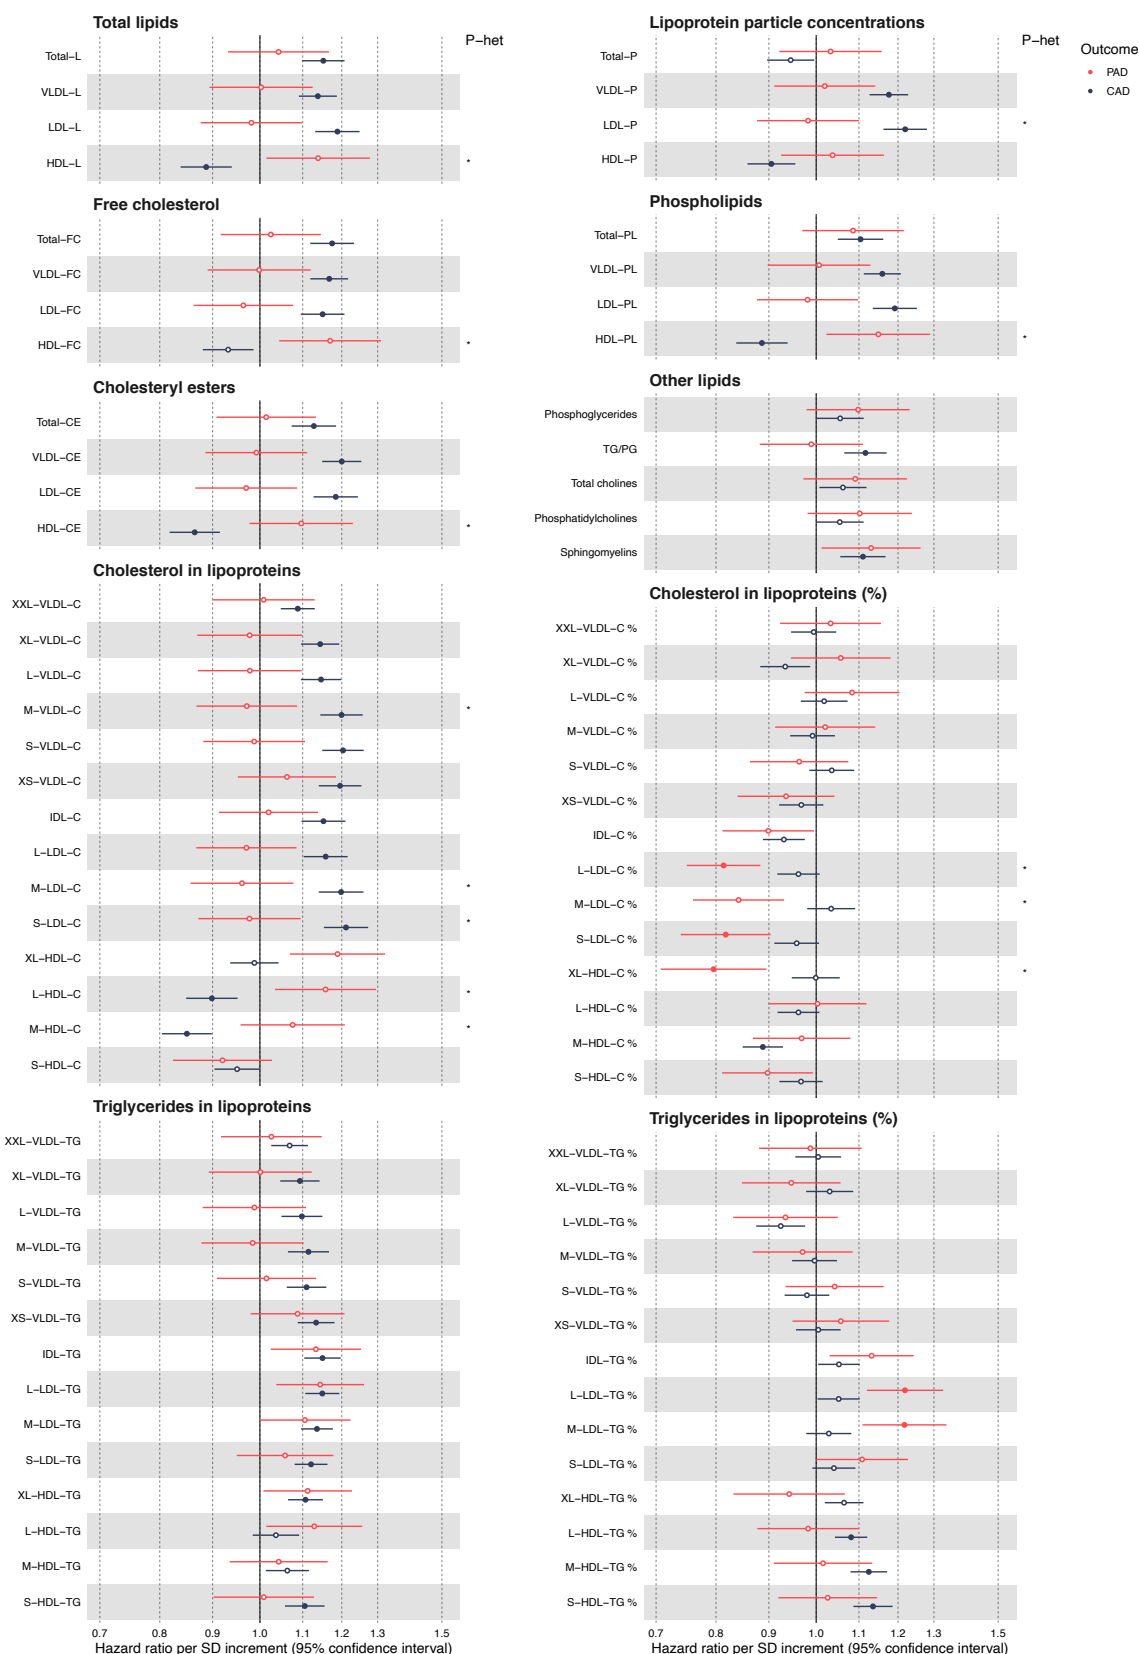 Total lipids
P−het
Total−L
VLDL−L
LDL−L
HDL−L
*
Free cholesterol
Total−FC
VLDL−FC
LDL−FC
HDL−FC
*
Cholesteryl esters
Total−CE
VLDL−CE
LDL−CE
HDL−CE
*
Cholesterol in lipoproteins
XXL−VLDL−C
XL−VLDL−C
L−VLDL−C
M−VLDL−C
*
S−VLDL−C
XS−VLDL−C
IDL−C
L−LDL−C
M−LDL−C
*
S−LDL−C
*
XL−HDL−C
L−HDL−C
*
M−HDL−C
*
S−HDL−C
Triglycerides in lipoproteins
XXL−VLDL−TG
XL−VLDL−TG
L−VLDL−TG
M−VLDL−TG
S−VLDL−TG
XS−VLDL−TG
IDL−TG
L−LDL−TG
M−LDL−TG
S−LDL−TG
XL−HDL−TG
L−HDL−TG
M−HDL−TG
S−HDL−TG
0.7 0.8 0.9 1.0 1.1 1.2 1.3 1.5
Hazard ratio per SD increment (95% confidence interval)
Lipoprotein particle concentrations
P−het
Total−P
VLDL−P
LDL−P
*
HDL−P
Phospholipids
Total−PL
VLDL−PL
LDL−PL
HDL−PL
*
Other lipids
Phosphoglycerides
TG/PG
Total cholines
Phosphatidylcholines
Sphingomyelins
Cholesterol in lipoproteins (%)
XXL−VLDL−C %
XL−VLDL−C %
L−VLDL−C %
M−VLDL−C %
S−VLDL−C %
XS−VLDL−C %
IDL−C %
L−LDL−C %
*
M−LDL−C %
*
S−LDL−C %
XL−HDL−C %
*
L−HDL−C %
M−HDL−C %
S−HDL−C %
Triglycerides in lipoproteins (%)
XXL−VLDL−TG %
XL−VLDL−TG %
L−VLDL−TG %
M−VLDL−TG %
S−VLDL−TG %
XS−VLDL−TG %
IDL−TG %
L−LDL−TG %
M−LDL−TG %
S−LDL−TG %
XL−HDL−TG %
L−HDL−TG %
M−HDL−TG %
S−HDL−TG %
0.7 0.8 0.9 1.0 1.1 1.2 1.3 1.5
Hazard ratio per SD increment (95% confidence interval)
Outcome
PAD
CAD